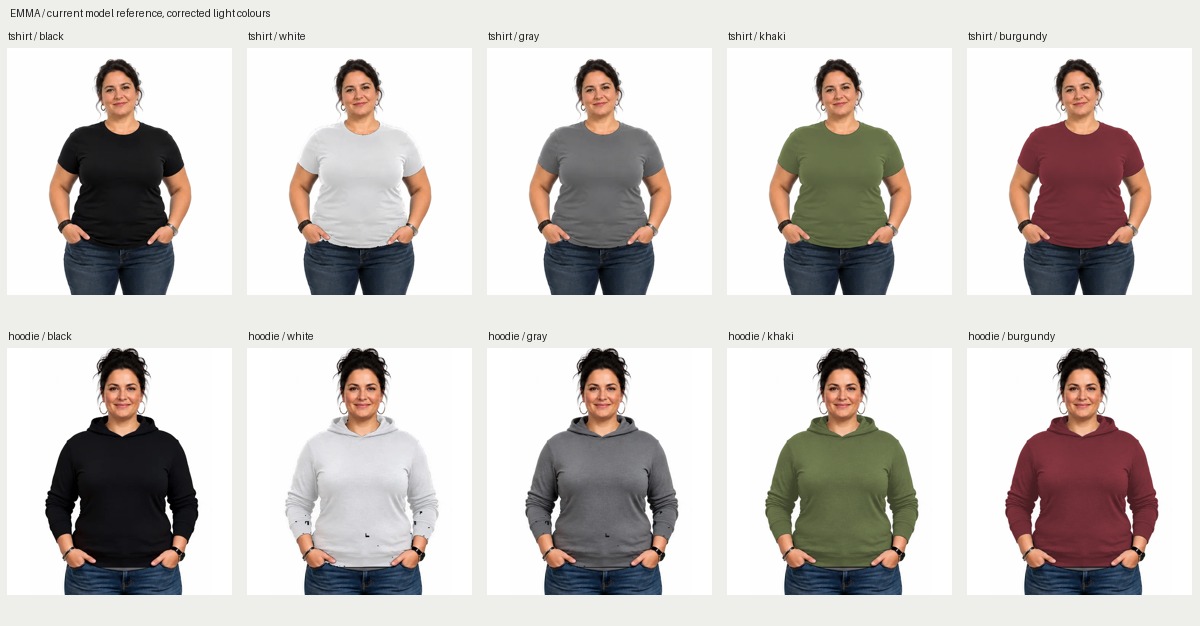 EMMA / current model reference, corrected light colours
tshirt / black
tshirt / white
tshirt / gray
tshirt / khaki
tshirt / burgundy
hoodie / black
hoodie / white
hoodie / gray
hoodie / khaki
hoodie / burgundy